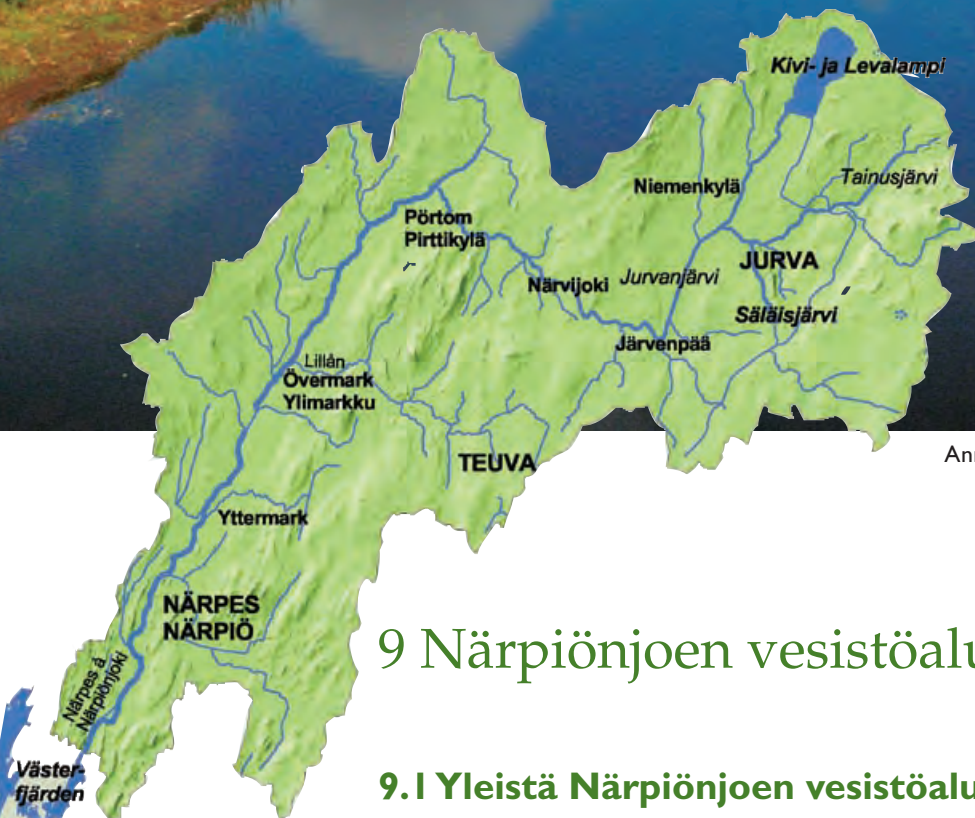 Kivi- ja Levalampi
Tainusjärvi
Niemenkylä
Pörtom
Pirttikylä
JURVA
Närvijoki
Jurvanjärvi
Säläisjärvi
Järvenpää
Lillån
Övermark
Ylimarkku
TEUVA
Yttermark
NÄRPES
NÄRPIÖ
Närpes å
Närpiönjoki
Väster-
fjärden
9 Närpiönjoen vesistöalu
9.1 Yleistä Närpiönjoen vesistöalu